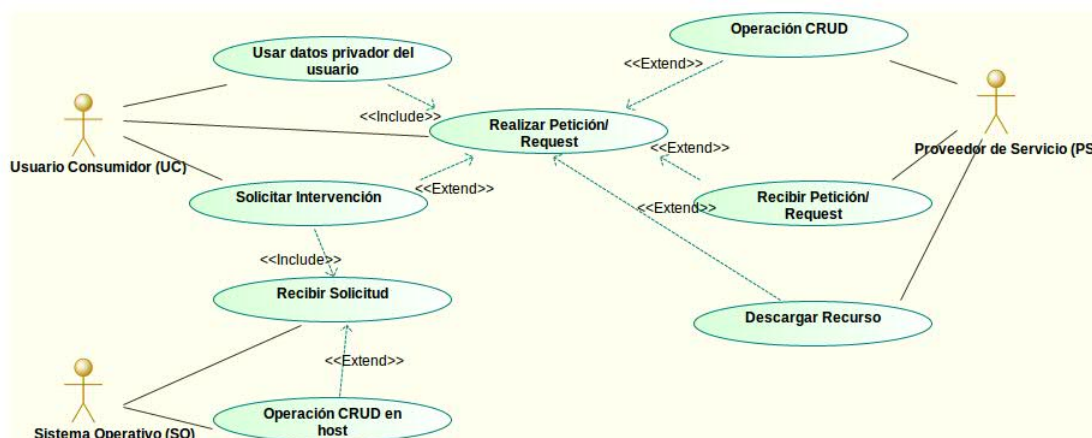 Operación CRUD
Usar datos privador del
usuario
<<Extend>>
<<Include>>
Realizar Petición/
Request
Usuario Consumidor (UC)
<<Extend>>
Proveedor de Servicio (PS
Solicitar Intervención
<<Extend>>
Recibir Petición/
Request
<<Extend>>
<<Include>>
Recibir Solicitud
Descargar Recurso
<<Extend>>
Operación CRUD en
host
Sistema Operativo (SO)